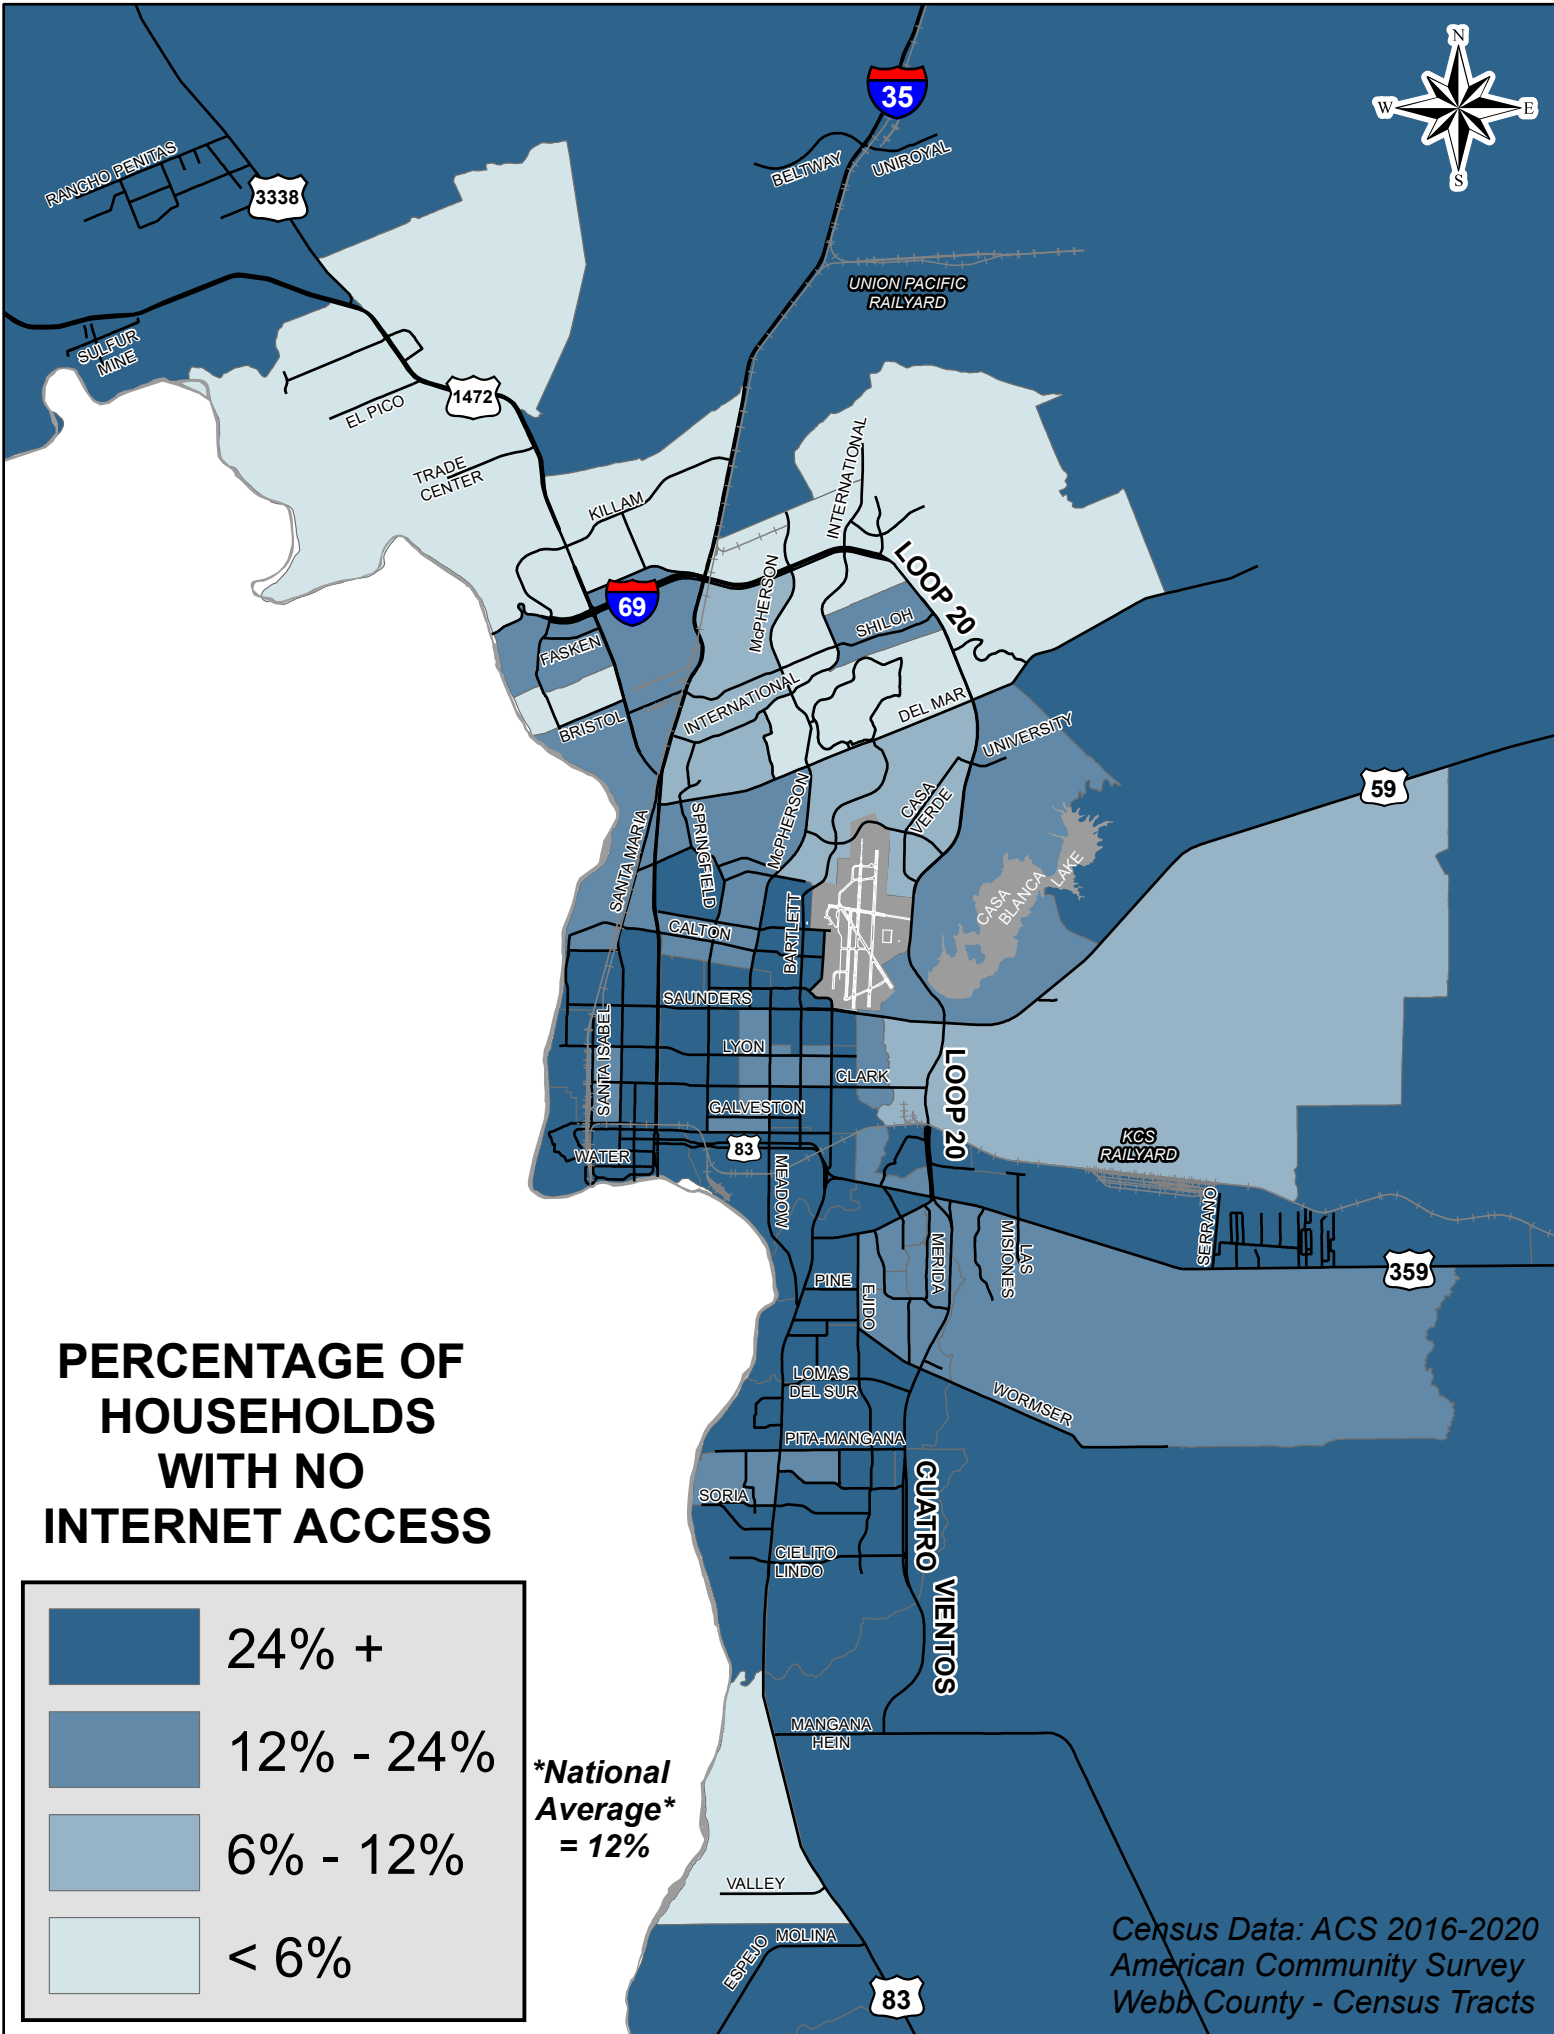 N
W
E
S
35
BELTWAY
UNIROYAL
RANCHO PENITAS
3338
UNION PACIFIC
RAILYARD
SULFUR
MINE
EL PICO
1472
TRADE
CENTER
KILLAM
INTERNATIONAL
LOOP 20
69
McPHERSON
SHILOH
FASKEN
BRISTOL
INTERNATIONAL
DEL MAR
UNIVERSITY
59
SANTA MARIA
SPRINGFIELD
McPHERSON
CASA
VERDE
CASA
BLANCA
LAKE
CALTON
BARTLETT
SAUNDERS
SANTA ISABEL
LYON
CLARK
LOOP 20
GALVESTON
83
WATER
MEADOW
KCS
RAILYARD
SERRANO
MERIDA
LAS
MISIONES
359
PINE
EJIDO
LOMAS
DEL SUR
WORMSER
PITA-MANGANA
SORIA
CUATRO VIENTOS
CIELITO
LINDO
MANGANA
HEIN
VALLEY
MOLINA
ESPEJO
83
PERCENTAGE OF
HOUSEHOLDS
WITH NO
INTERNET ACCESS
24% +
12% - 24%
6% - 12%
< 6%
*National
Average*
= 12%
Census Data: ACS 2016-2020
American Community Survey
Webb County - Census Tracts